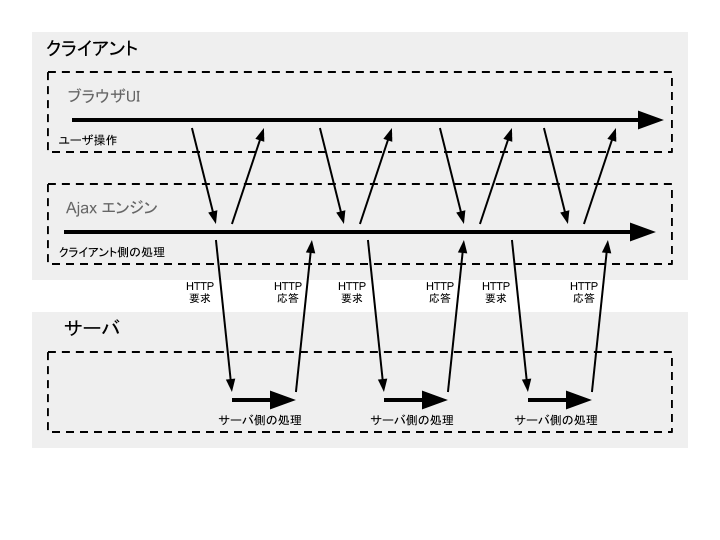 クライアント
ブラウザUI
ユーザ操作
Ajax エンジン
クライアント側の処理
HTTP
要求
HTTP
応答
HTTP
要求
HTTP
応答
HTTP
要求
HTTP
応答
サーバ
サーバ側の処理
サーバ側の処理
サーバ側の処理